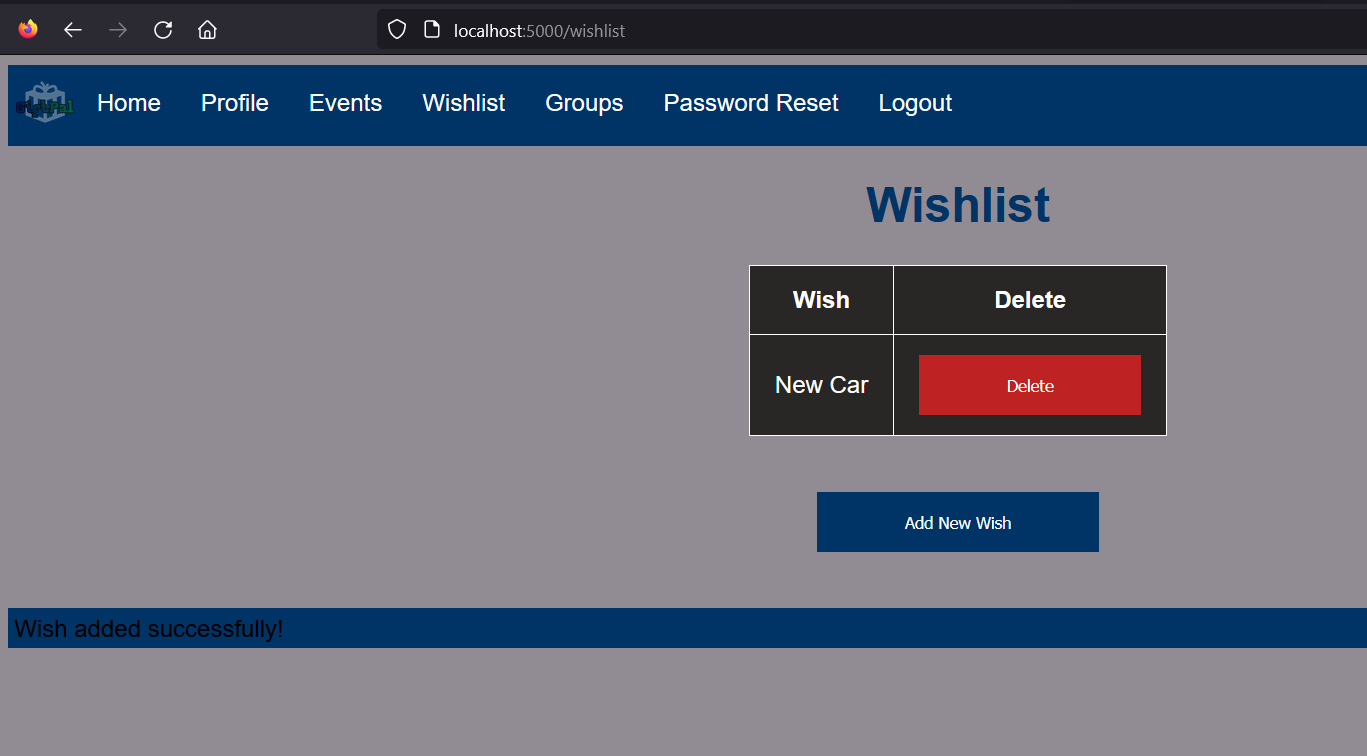 localhost:5000/wishlist
Home Profile Events Wishlist Groups Password Reset Logout
Wishlist
Wish Delete
New Car Delete
Add New Wish
Wish added successfully!